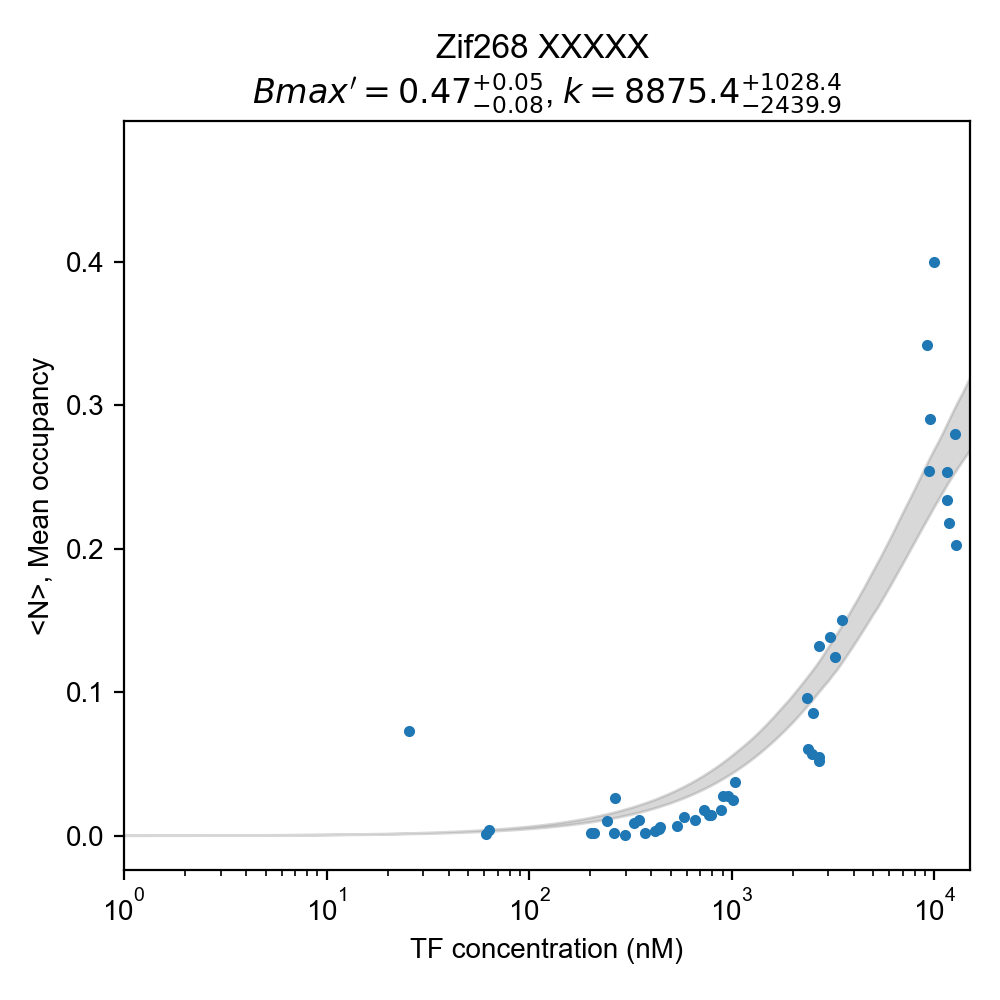 Zif268 XXXXX
Bmax′ = 0.47 +0.05 −0.08, k = 8875.4 +1028.4 −2439.9
<N>, Mean occupancy
0.4
0.3
0.2
0.1
0.0
10^0 10^1 10^2 10^3 10^4
TF concentration (nM)